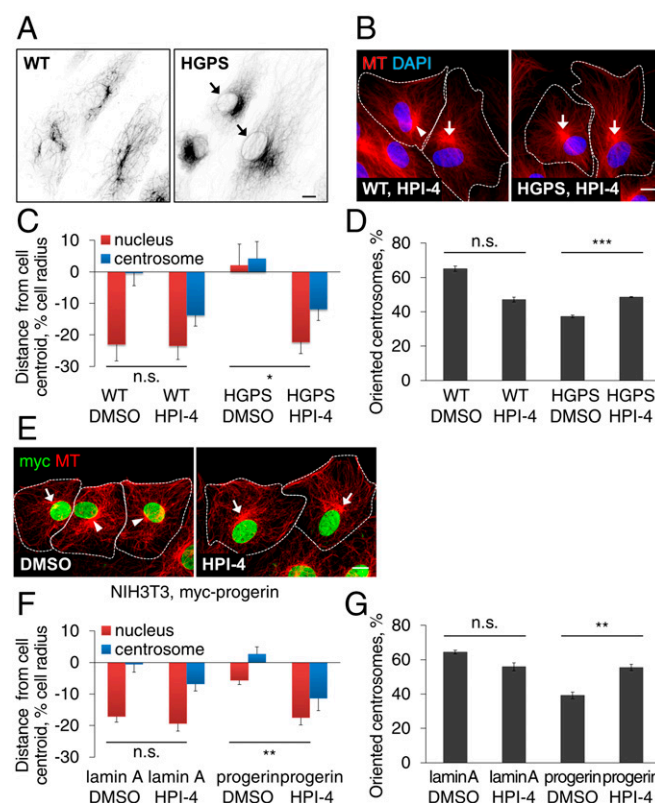 A
WT
HGPS
B
MT DAPI
WT, HPI-4
HGPS, HPI-4
C
Distance from cell
centroid, % cell radius
20
10
0
-10
-20
-30
nucleus
centrosome
n.s.
*
WT
DMSO
WT
HPI-4
HGPS
DMSO
HGPS
HPI-4
D
Oriented centrosomes, %
80
60
40
20
0
n.s.
***
WT
DMSO
WT
HPI-4
HGPS
DMSO
HGPS
HPI-4
E
myc MT
DMSO
HPI-4
NIH3T3, myc-progerin
F
Distance from cell
centroid, % cell radius
10
0
-10
-20
-30
nucleus
centrosome
n.s.
**
lamin A
DMSO
lamin A
HPI-4
progerin
DMSO
progerin
HPI-4
G
Oriented centrosomes, %
80
60
40
20
0
n.s.
**
lamin A
DMSO
lamin A
HPI-4
progerin
DMSO
progerin
HPI-4